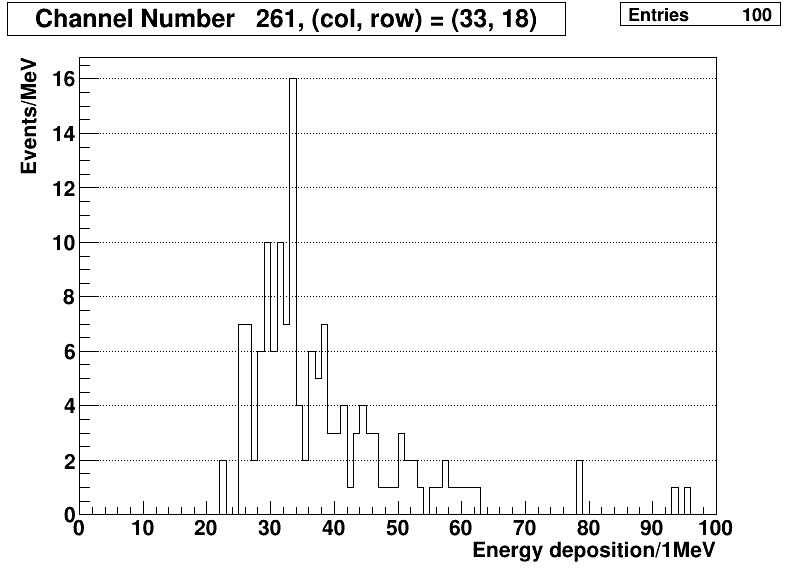 Channel Number 261, (col, row) = (33, 18)
Entries 100
Events/MeV
16
14
12
10
8
6
4
2
0
0 10 20 30 40 50 60 70 80 90 100
Energy deposition/1MeV